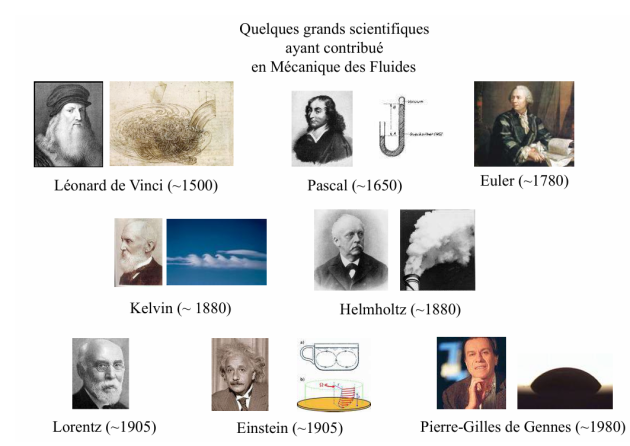 Quelques grands scientifiques
ayant contribué
en Mécanique des Fluides
Léonard de Vinci (~1500)
Pascal (~1650)
Euler (~1780)
Kelvin (~ 1880)
Helmholtz (~1880)
a)
b)
Lorentz (~1905)
Einstein (~1905)
Pierre-Gilles de Gennes (~1980)